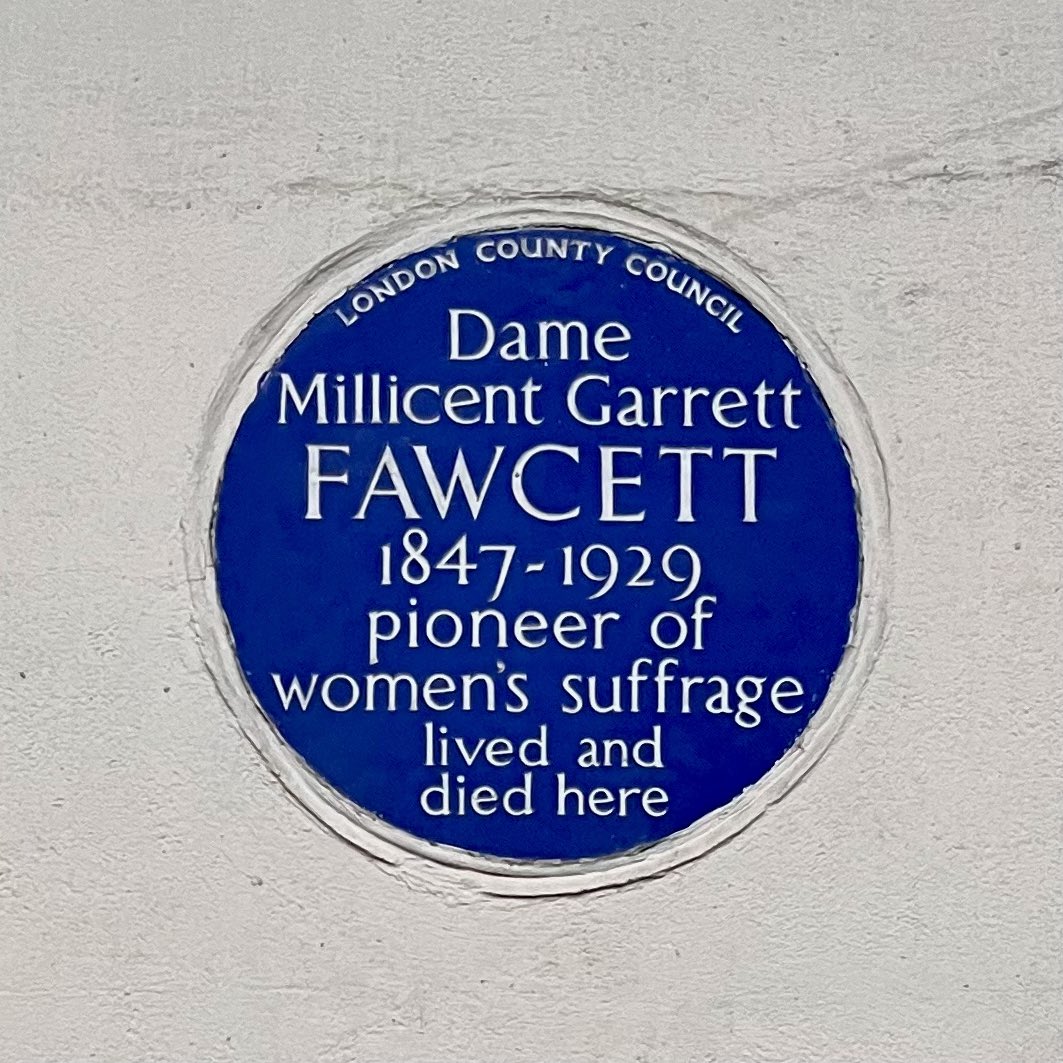 LONDON COUNTY COUNCIL
Dame
Millicent Garrett
FAWCETT
1847-1929
pioneer of
women's suffrage
lived and
died here